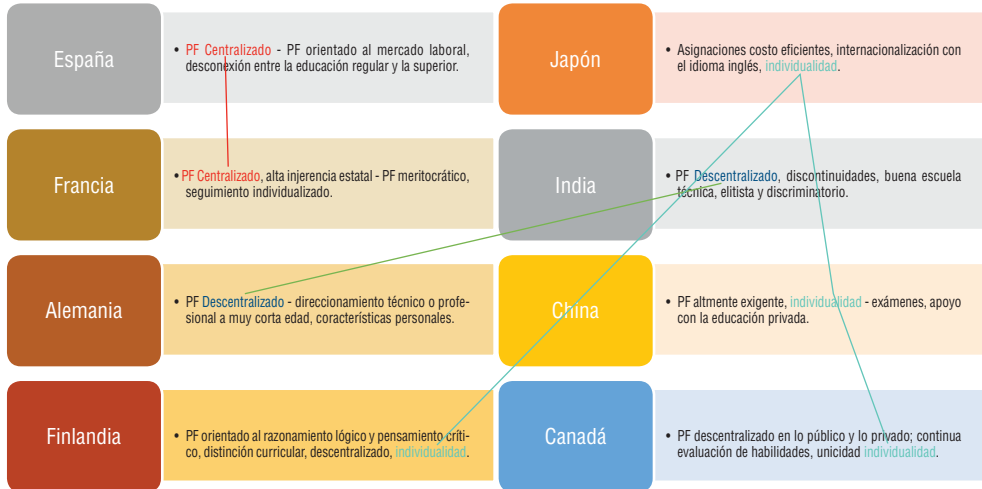 España
• PF Centralizado - PF orientado al mercado laboral,
desconexión entre la educación regular y la superior.
Francia
• PF Centralizado, alta injerencia estatal - PF meritocrático,
seguimiento individualizado.
Alemania
• PF Descentralizado - direccionamiento técnico o profe-
sional a muy corta edad, coracterísticas personales.
Finlandia
• PF orientado al razonamiento lógico y pensamiento críti-
co, distinción curricular, descentralizado, individualidad.
Japón
• Asignaciones costo eficientes, internacionalización con
el idioma inglés, individualidad.
India
• PF Descentralizado, discontinuidades, buena escuela
técnica, elitista y discriminatorio.
China
• PF altmente exigente, individualidad - exámenes, apoyo
con la educación privada.
Canadá
• PF descentralizado en lo público y lo privado; continua
evaluación de habilidades, unicidad individualidad.